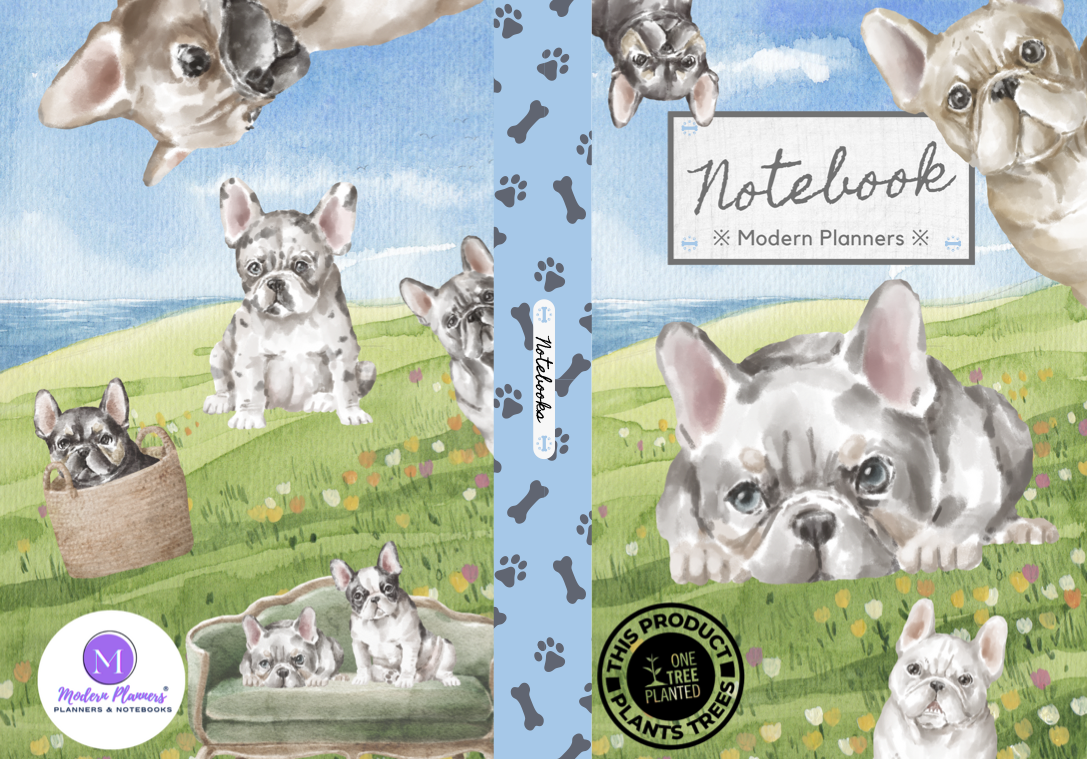 M
Modern Planners®
PLANNERS & NOTEBOOKS
Notebooks
Notebook
※ Modern Planners ※
THIS PRODUCT
ONE
TREE
PLANTED
PLANTS TREES